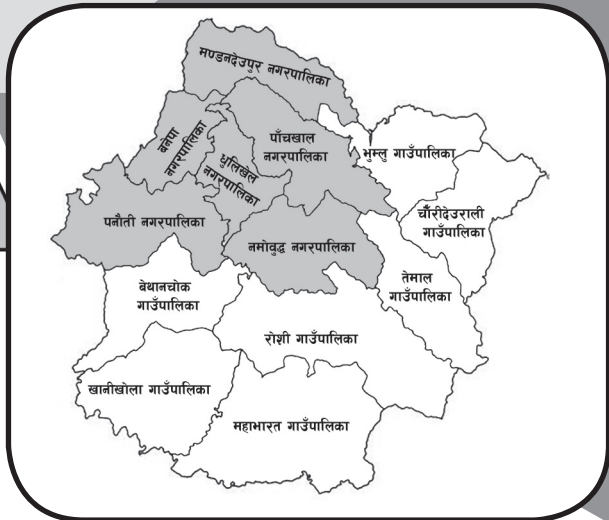 मण्डनदेउपुर नगरपालिका
बनेपा
नगरपालिका
धुलिखेल
नगरपालिका
पाँचखाल
नगरपालिका
भुम्लु गाउँपालिका
चौंरीदेउराली
गाउँपालिका
पनौती नगरपालिका
नमोवुद्ध नगरपालिका
तेमाल
गाउँपालिका
बेथानचोक
गाउँपालिका
रोशी गाउँपालिका
खानीखोला गाउँपालिका
महाभारत गाउँपालिका